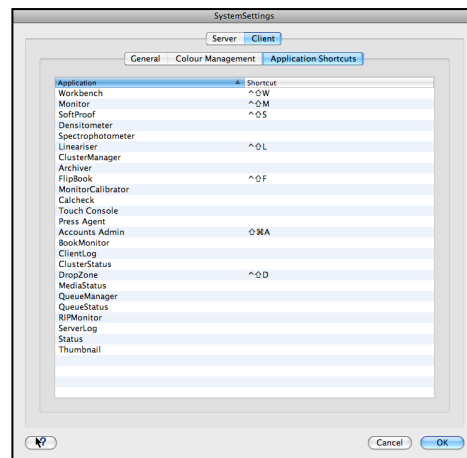 SystemSettings
Server Client
General Colour Management Application Shortcuts
Application Shortcut
Workbench ^⇧W
Monitor ^⇧M
SoftProof ^⇧S
Densitometer
Spectrophotometer
Lineariser ^⇧L
ClusterManager
Archiver
FlipBook ^⇧F
MonitorCalibrator
Calcheck
Touch Console
Press Agent
Accounts Admin ⇧⌘A
BookMonitor
ClientLog
ClusterStatus
DropZone ^⇧D
MediaStatus
QueueManager
QueueStatus
RIPMonitor
ServerLog
Status
Thumbnail
? Cancel OK